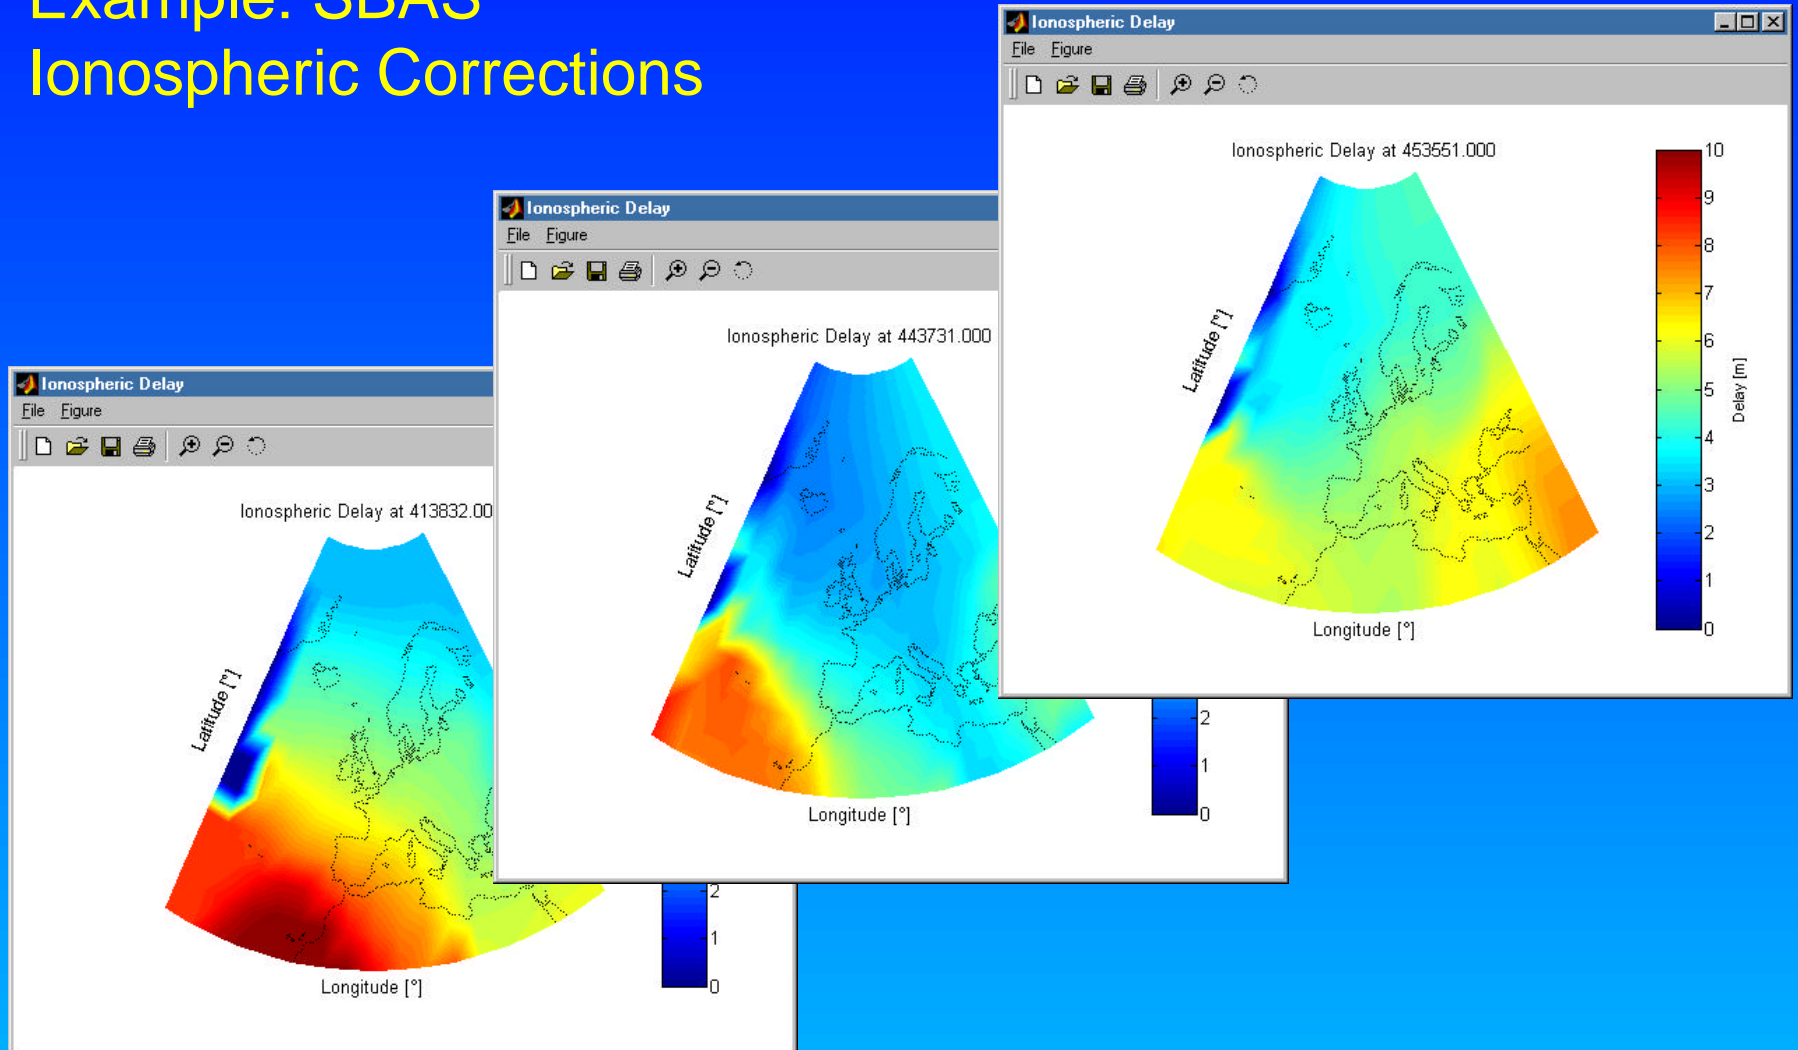 Example: SBAS
Ionospheric Corrections
Ionospheric Delay
File Figure
Ionospheric Delay at 453551.000
10
9
8
7
6
5
4
3
2
1
0
Delay [m]
Latitude [°]
Longitude [°]
Ionospheric Delay
File Figure
Ionospheric Delay at 443731.000
Latitude [°]
Longitude [°]
2
1
0
Ionospheric Delay
File Figure
Ionospheric Delay at 413832.00
Latitude [°]
Longitude [°]
2
1
0